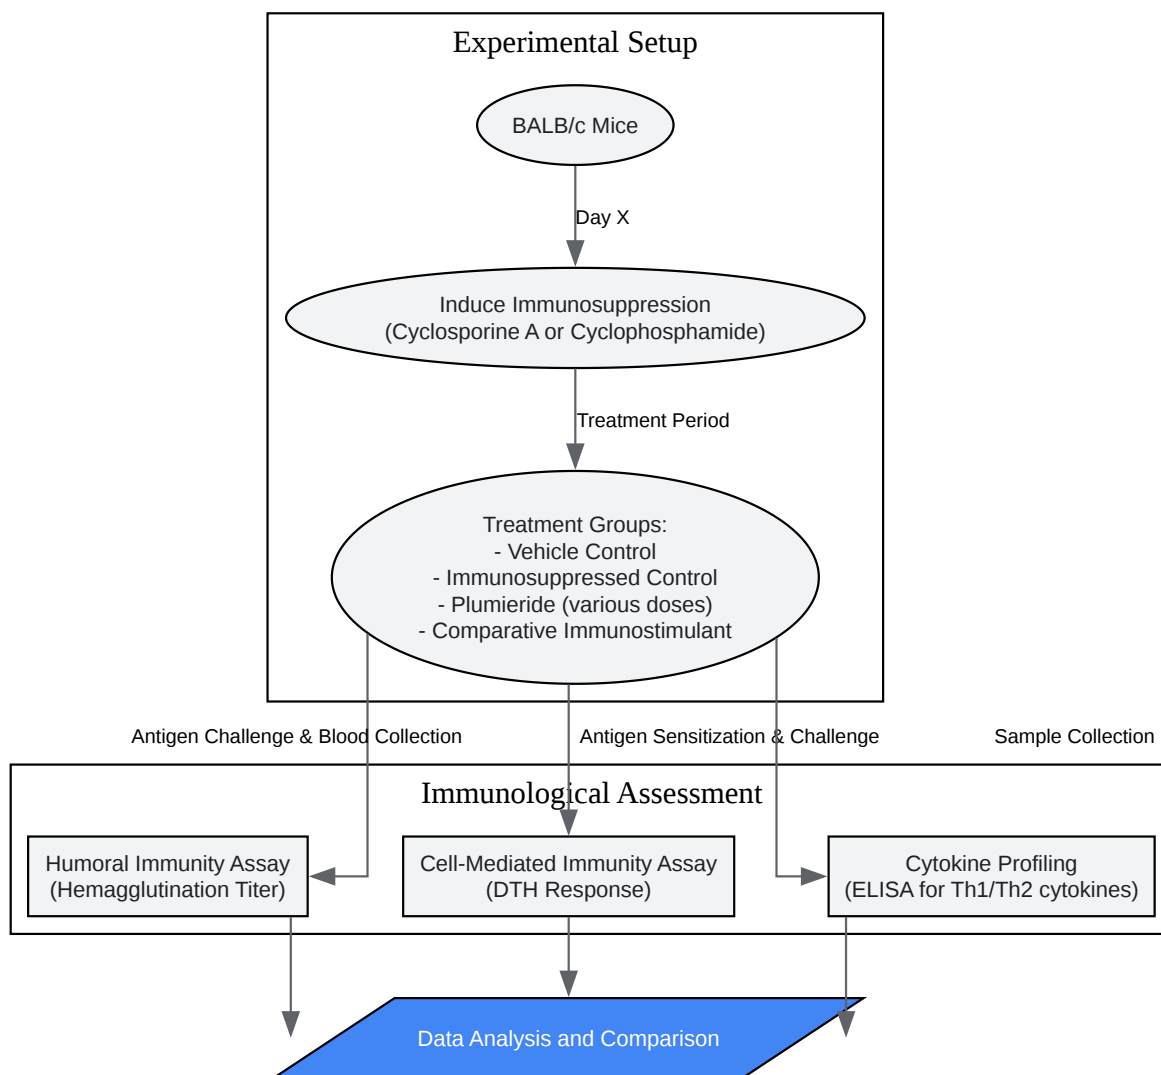 Experimental Setup
BALB/c Mice
Day X
Induce Immunosuppression
(Cyclosporine A or Cyclophosphamide)
Treatment Period
Treatment Groups:
- Vehicle Control
- Immunosuppressed Control
- Plumieride (various doses)
- Comparative Immunostimulant
Antigen Challenge & Blood Collection
Antigen Sensitization & Challenge
Sample Collection
Immunological Assessment
Humoral Immunity Assay
(Hemagglutination Titer)
Cell-Mediated Immunity Assay
(DTH Response)
Cytokine Profiling
(ELISA for Th1/Th2 cytokines)
Data Analysis and Comparison